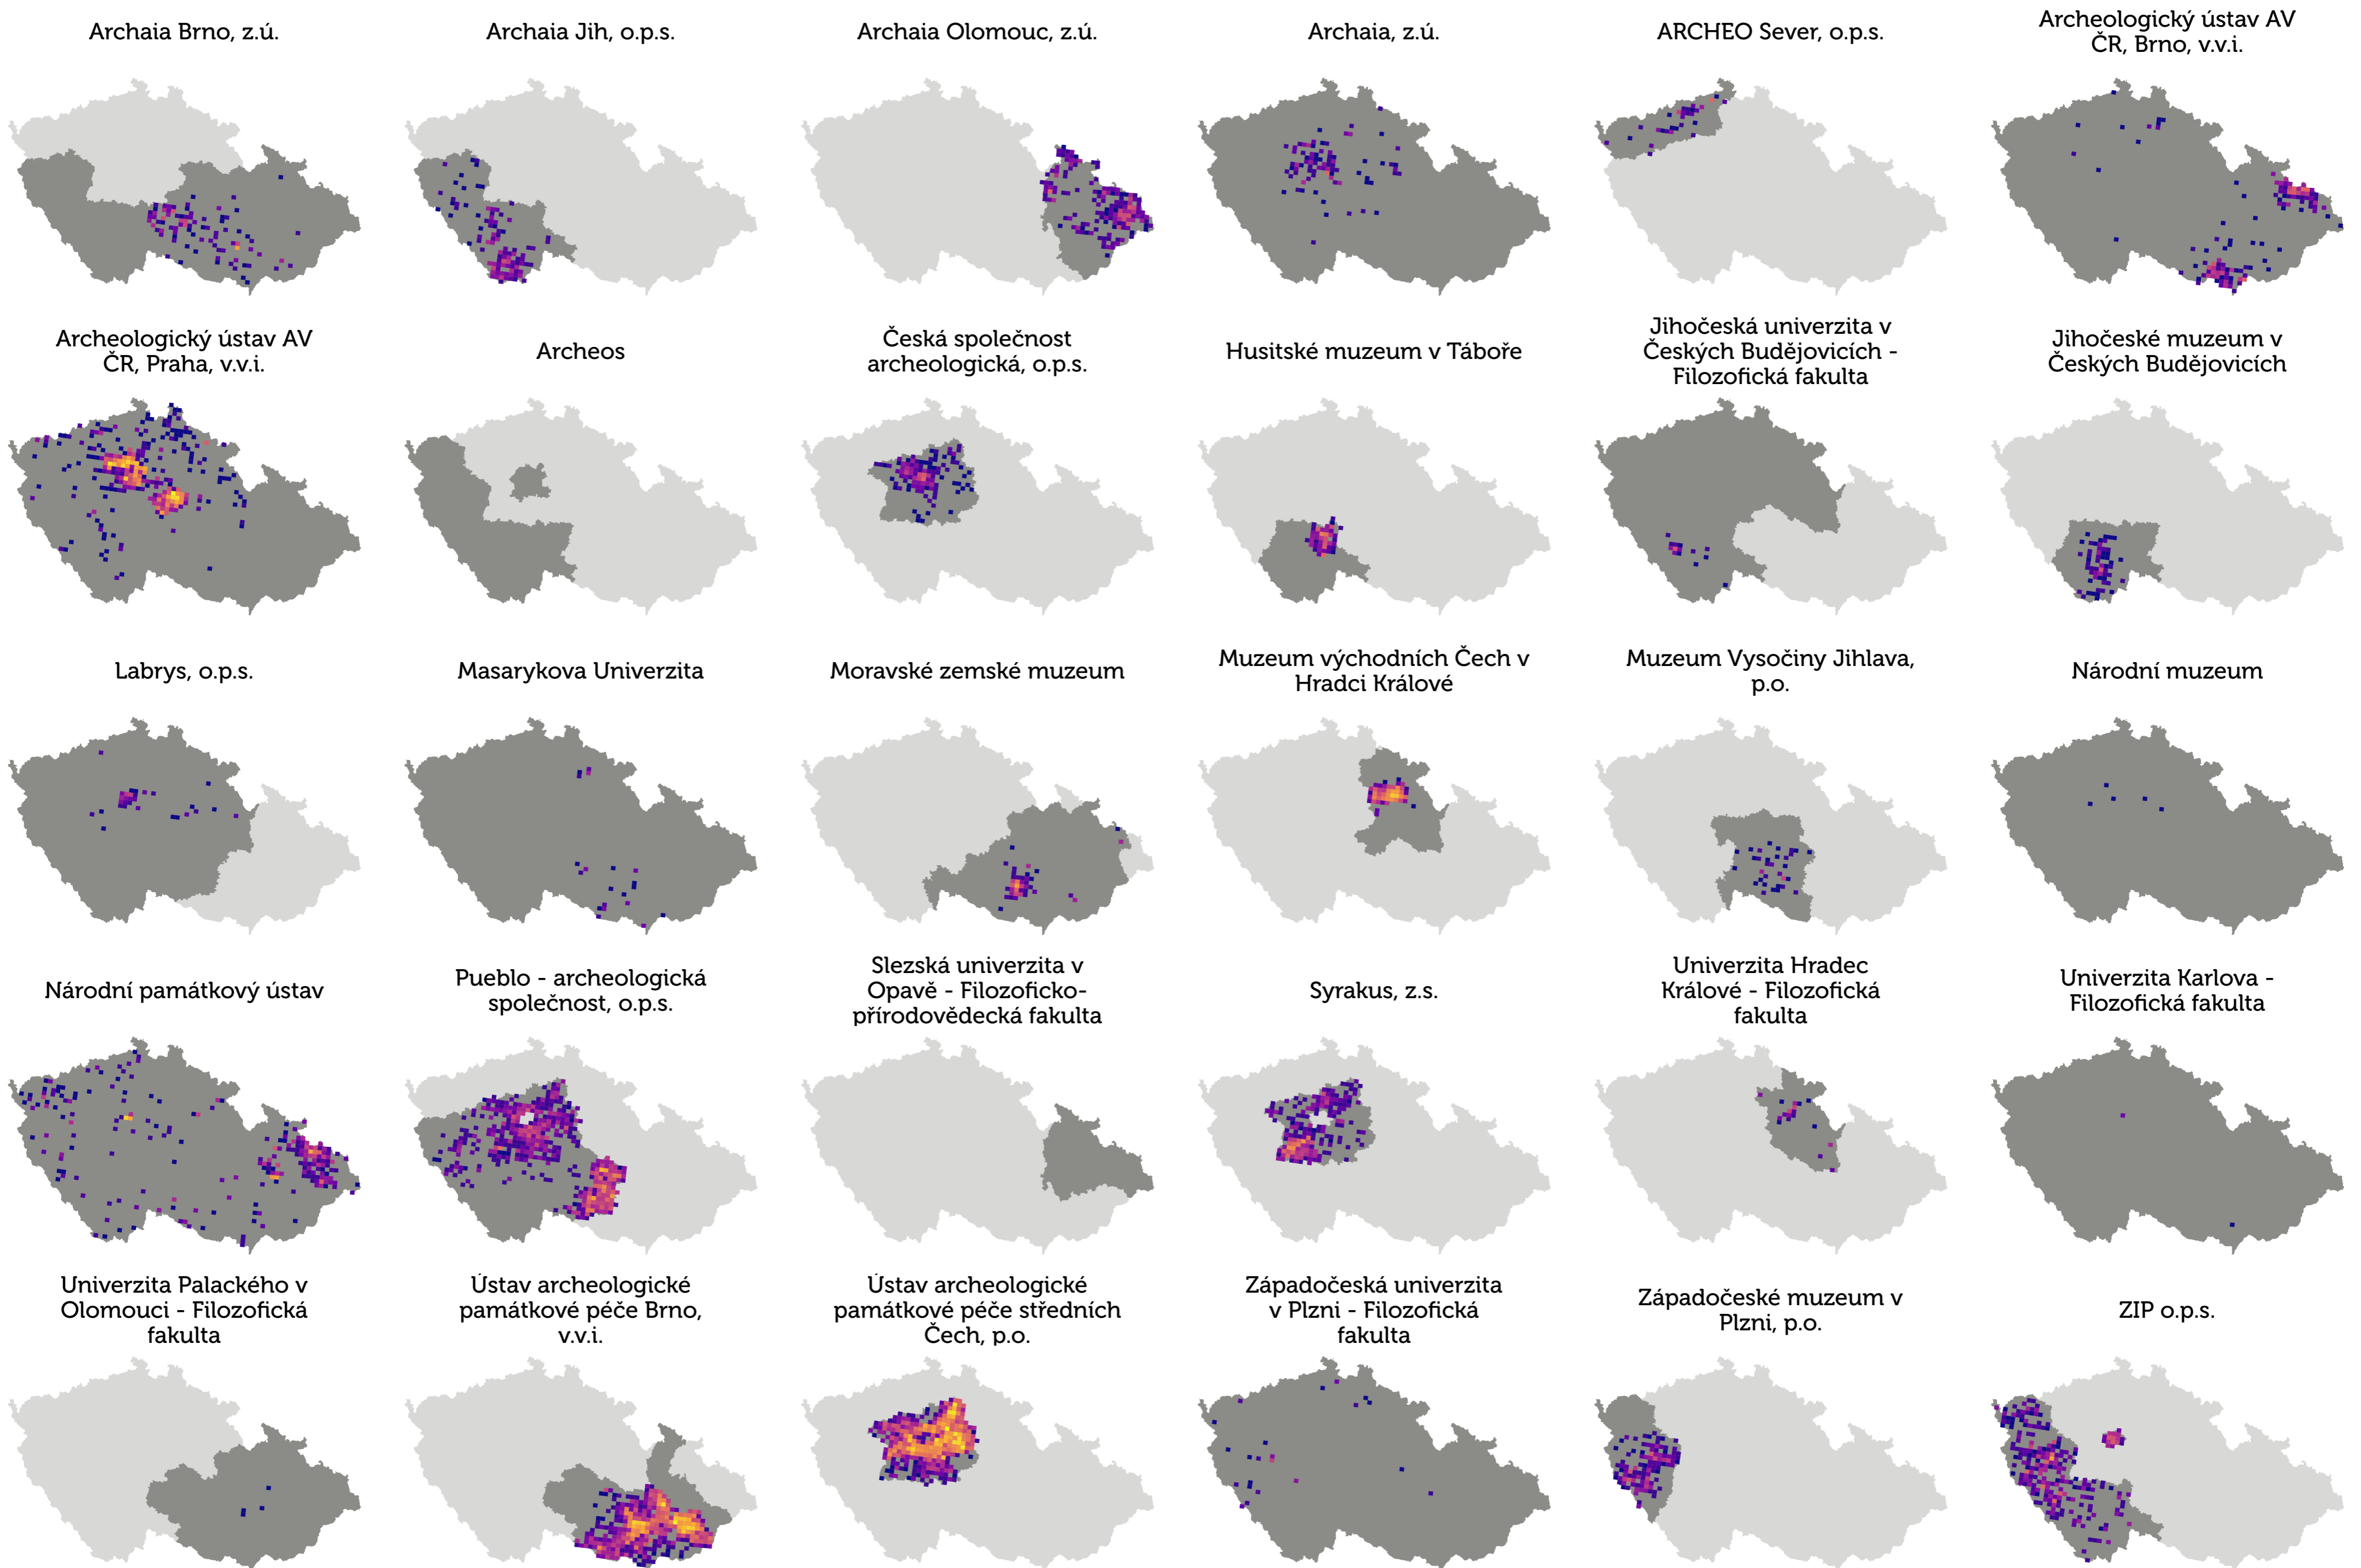 Archaia Brno, z.ú.
Archaia Jih, o.p.s.
Archaia Olomouc, z.ú.
Archaia, z.ú.
ARCHEO Sever, o.p.s.
Archeologický ústav AV
ČR, Brno, v.v.i.
Archeologický ústav AV
ČR, Praha, v.v.i.
Archeos
Česká společnost
archeologická, o.p.s.
Husitské muzeum v Táboře
Jihočeská univerzita v
Českých Budějovicích -
Filozofická fakulta
Jihočeské muzeum v
Českých Budějovicích
Labrys, o.p.s.
Masarykova Univerzita
Moravské zemské muzeum
Muzeum východních Čech v
Hradci Králové
Muzeum Vysočiny Jihlava,
p.o.
Národní muzeum
Národní památkový ústav
Pueblo - archeologická
společnost, o.p.s.
Slezská univerzita v
Opavě - Filozoficko-
přírodovědecká fakulta
Syrakus, z.s.
Univerzita Hradec
Králové - Filozofická
fakulta
Univerzita Karlova -
Filozofická fakulta
Univerzita Palackého v
Olomouci - Filozofická
fakulta
Ústav archeologické
památkové péče Brno,
v.v.i.
Ústav archeologické
památkové péče středních
Čech, p.o.
Západočeská univerzita
v Plzni - Filozofická
fakulta
Západočeské muzeum v
Plzni, p.o.
ZIP o.p.s.